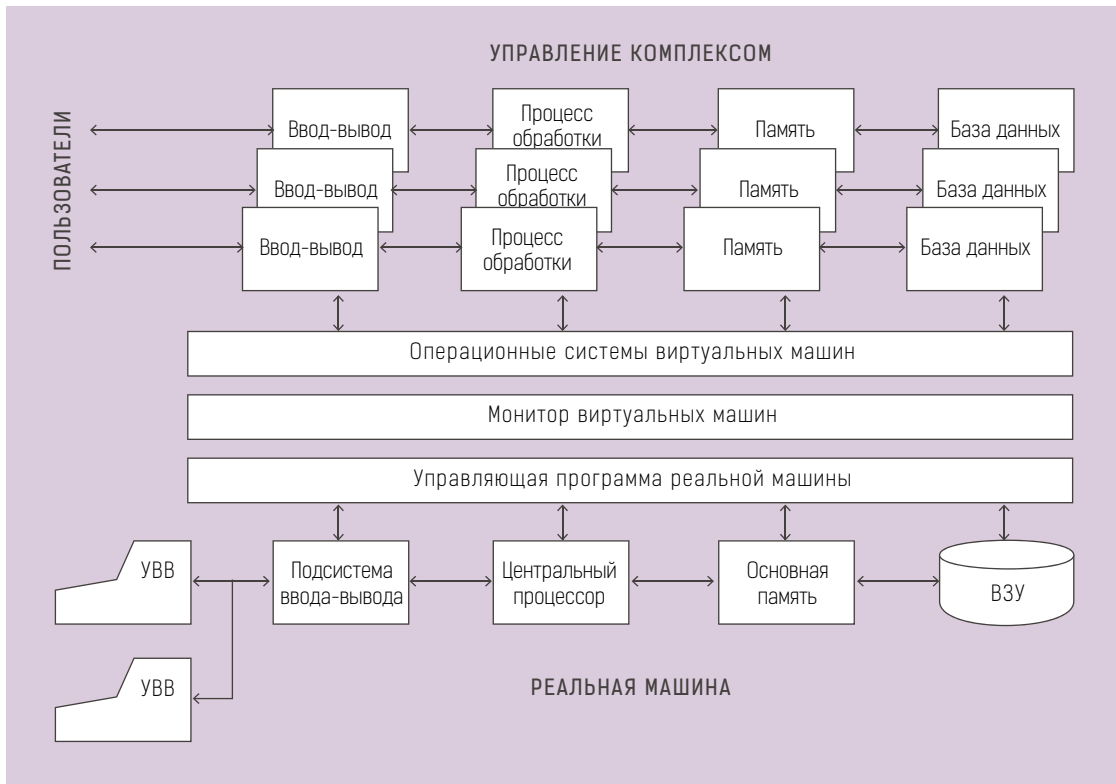 УПРАВЛЕНИЕ КОМПЛЕКСОМ
ПОЛЬЗОВАТЕЛИ
Ввод-вывод
Процесс
обработки
Память
База данных
Ввод-вывод
Процесс
обработки
Память
База данных
Ввод-вывод
Процесс
обработки
Память
База данных
Операционные системы виртуальных машин
Монитор виртуальных машин
Управляющая программа реальной машины
УВВ
Подсистема
ввода-вывода
Центральный
процессор
Основная
память
ВЗУ
УВВ
РЕАЛЬНАЯ МАШИНА